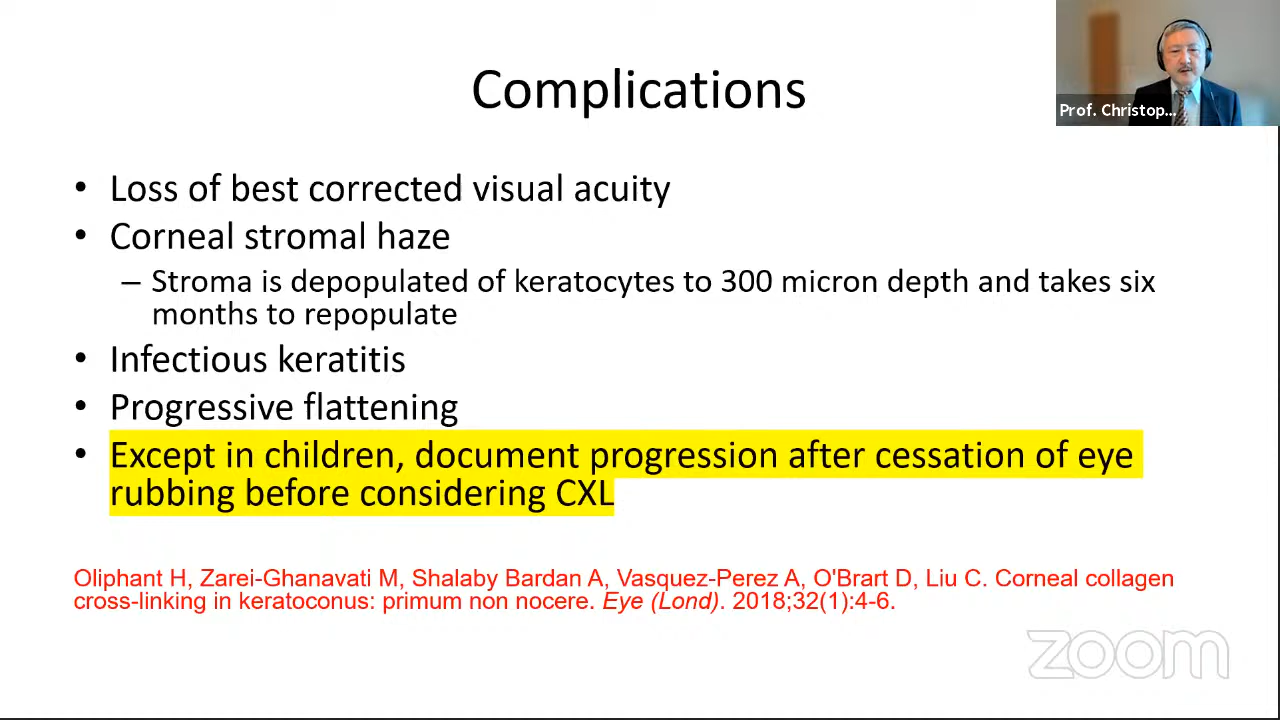 Complications
Prof. Christop...
• Loss of best corrected visual acuity
• Corneal stromal haze
– Stroma is depopulated of keratocytes to 300 micron depth and takes six
months to repopulate
• Infectious keratitis
• Progressive flattening
• Except in children, document progression after cessation of eye
rubbing before considering CXL
Oliphant H, Zarei-Ghanavati M, Shalaby Bardan A, Vasquez-Perez A, O'Brart D, Liu C. Corneal collagen
cross-linking in keratoconus: primum non nocere. Eye (Lond). 2018;32(1):4-6.
zoom